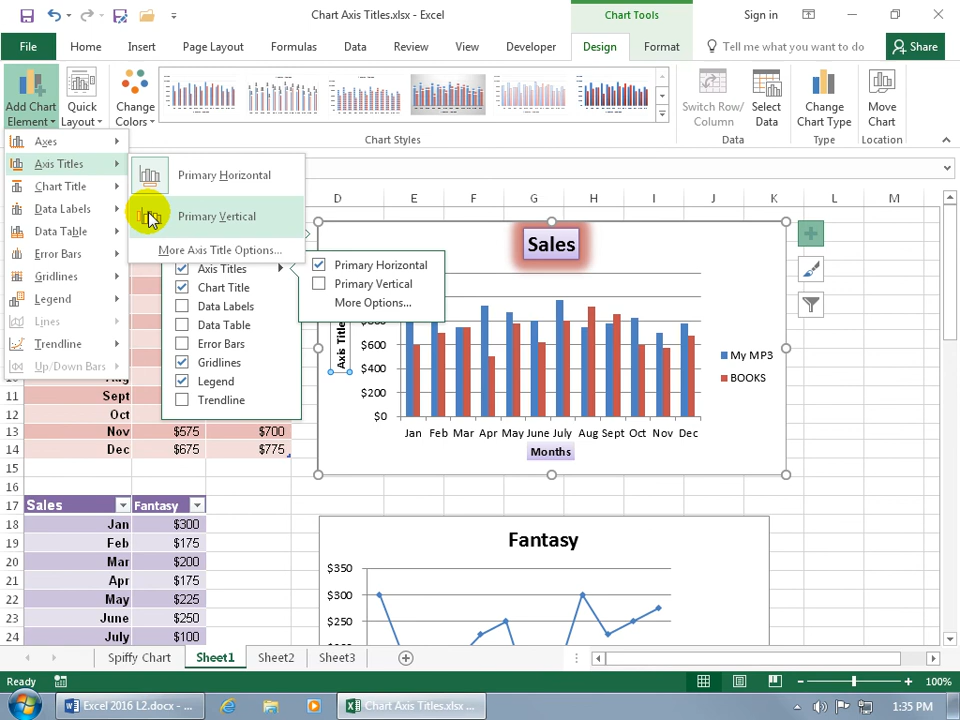 Chart Axis Titles.xlsx - Excel
Chart Tools
Sign in
File
Home
Insert
Page Layout
Formulas
Data
Review
View
Developer
Design
Format
Tell me what you want to do
Share
Add Chart
Element
Quick
Layout
Change
Colors
Switch Row/
Column
Select
Data
Change
Chart Type
Move
Chart
Chart Styles
Data
Type
Location
Axes
Axis Titles
Chart Title
Data Labels
Data Table
Error Bars
Gridlines
Legend
Lines
Trendline
Up/Down Bars
Primary Horizontal
Primary Vertical
More Axis Title Options...
Axis Titles
Chart Title
Data Labels
Data Table
Error Bars
Gridlines
Legend
Trendline
Primary Horizontal
Primary Vertical
More Options...
D E F G H I J K L M
Sales
Axis Title
$600
$400
$200
$0
Jan Feb Mar Apr May June July Aug Sept Oct Nov Dec
Months
My MP3
BOOKS
11 Sept
12 Oct
13 Nov $575 $700
14 Dec $675 $775
15
16
17 Sales Fantasy
18 Jan $300
19 Feb $175
20 Mar $200
21 Apr $175
22 May $225
23 June $250
24 July $100
Fantasy
$350
$300
$250
$200
Spiffy Chart Sheet1 Sheet2 Sheet3
Ready
100%
Excel 2016 L2.docx - ...
Chart Axis Titles.xlsx ...
1:35 PM